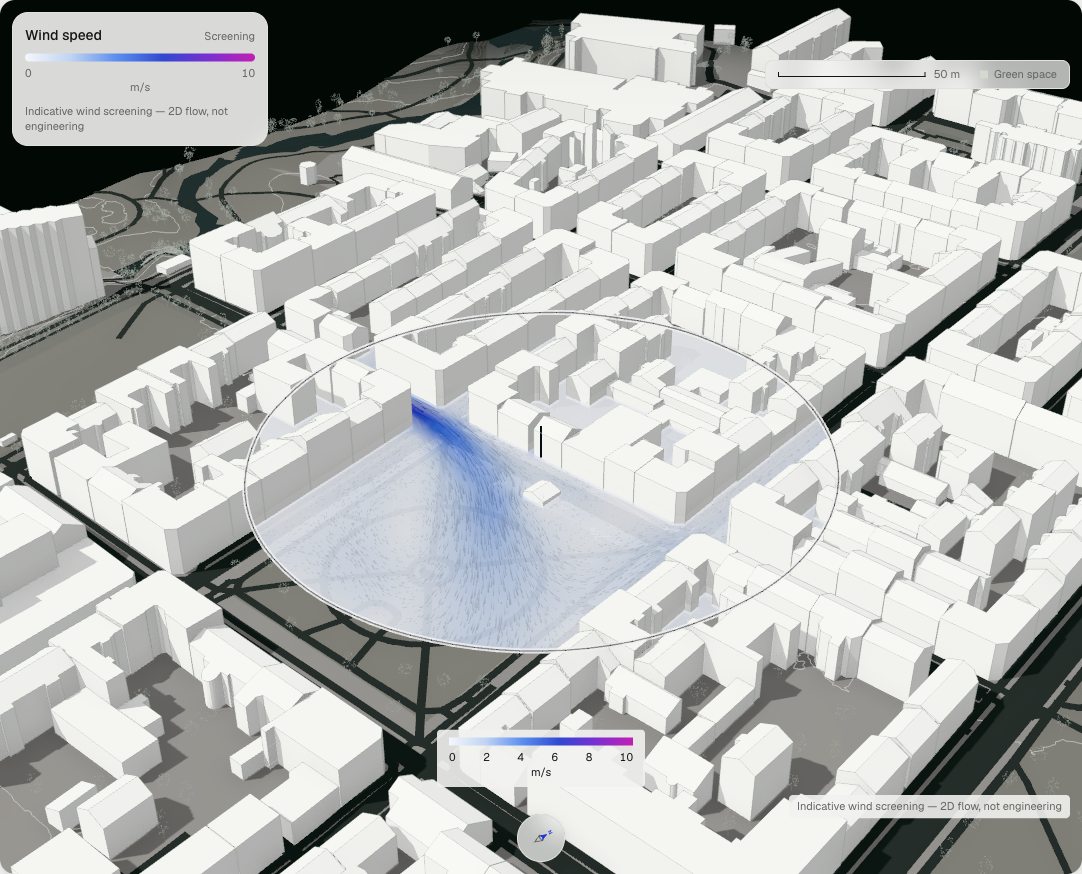 Wind speed Screening
0 10
m/s
Indicative wind screening — 2D flow, not
engineering
50 m Green space
0 2 4 6 8 10
m/s
Indicative wind screening — 2D flow, not engineering
N